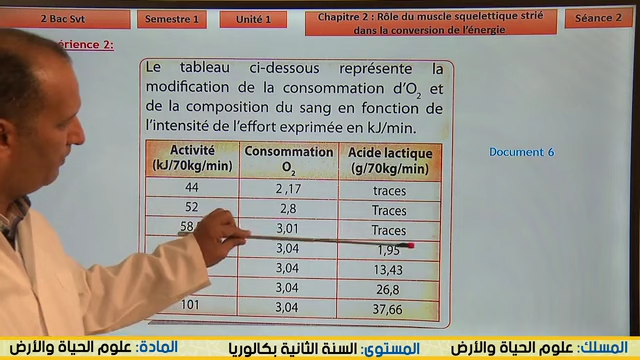 2 Bac Svt
Semestre 1
Unité 1
Chapitre 2 : Rôle du muscle squelettique strié
dans la conversion de l'énergie
Séance 2
érience 2:
Le tableau ci-dessous représente la
modification de la consommation d'O2 et
de la composition du sang en fonction de
l'intensité de l'effort exprimée en kJ/min.
Activité (kJ/70kg/min) Consommation O2 Acide lactique (g/70kg/min)
44 2,17 traces
52 2,8 Traces
58 3,01 Traces
3,04 1,95
3,04 13,43
3,04 26,8
101 3,04 37,66
Document 6
المسلك: علوم الحياة والأرض
المستوى: السنة الثانية بكالوريا
المادة: علوم الحياة والأرض